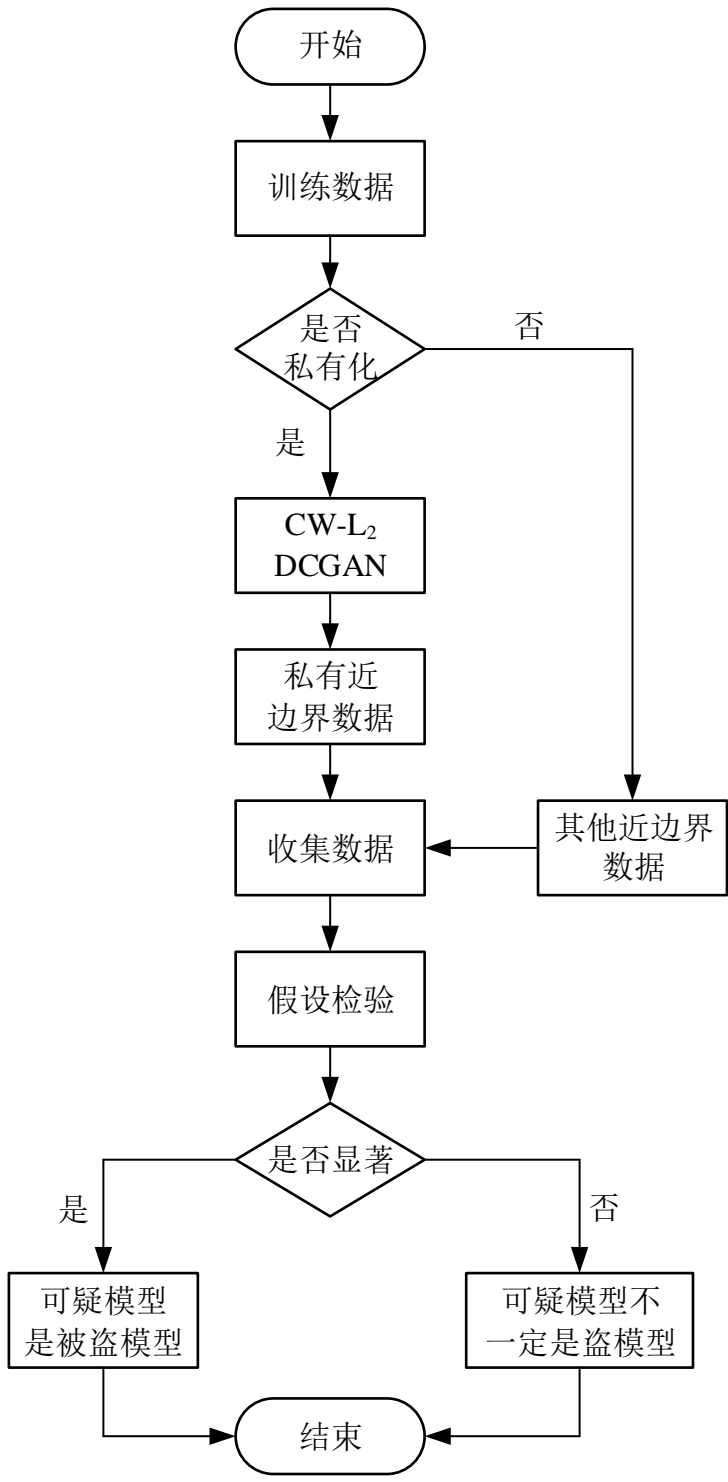 开始
训练数据
是否
私有化
否
是
CW-L₂
DCGAN
私有近
边界数据
收集数据
其他近边界
数据
假设检验
是否显著
是
否
可疑模型
是被盗模型
可疑模型不
一定是盗模型
结束